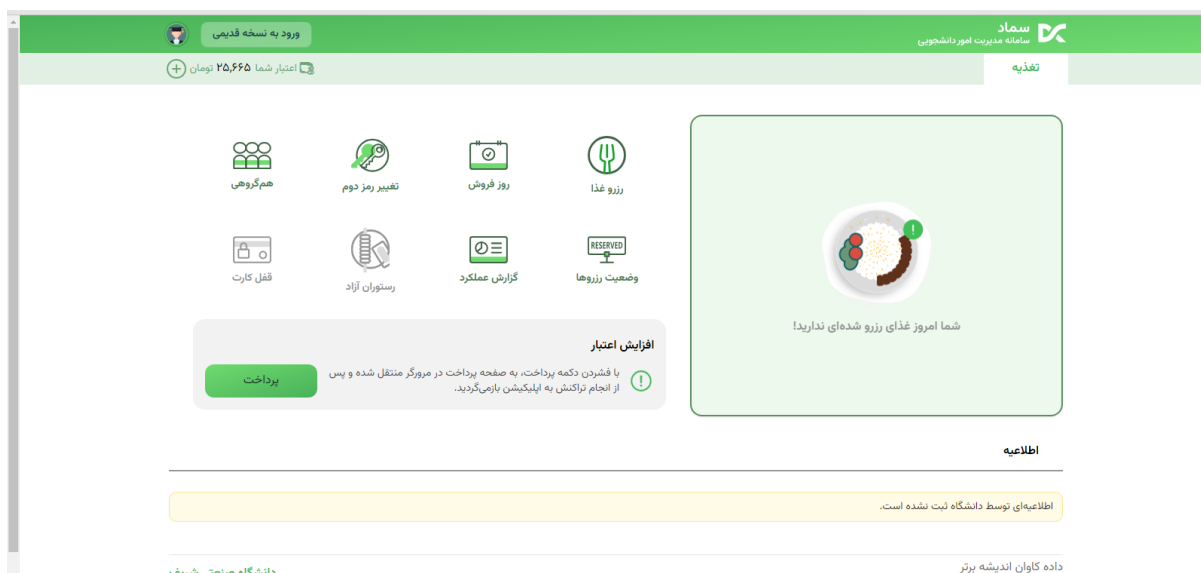 سماد
سامانه مدیریت امور دانشجویی
ورود به نسخه قدیمی
تغذیه
اعتبار شما ۲۵,۶۶۵ تومان
رزرو غذا
روز فروش
تغییر رمز دوم
هم‌گروهی
RESERVED
وضعیت رزروها
گزارش عملکرد
رستوران آزاد
قفل کارت
شما امروز غذای رزرو شده‌ای ندارید!
افزایش اعتبار
با فشردن دکمه پرداخت، به صفحه پرداخت در مرورگر منتقل شده و پس
از انجام تراکنش به اپلیکیشن بازمی‌گردید.
پرداخت
اطلاعیه
اطلاعیه‌ای توسط دانشگاه ثبت نشده است.
داده کاوان اندیشه برتر
دانشگاه صنعتی شریف